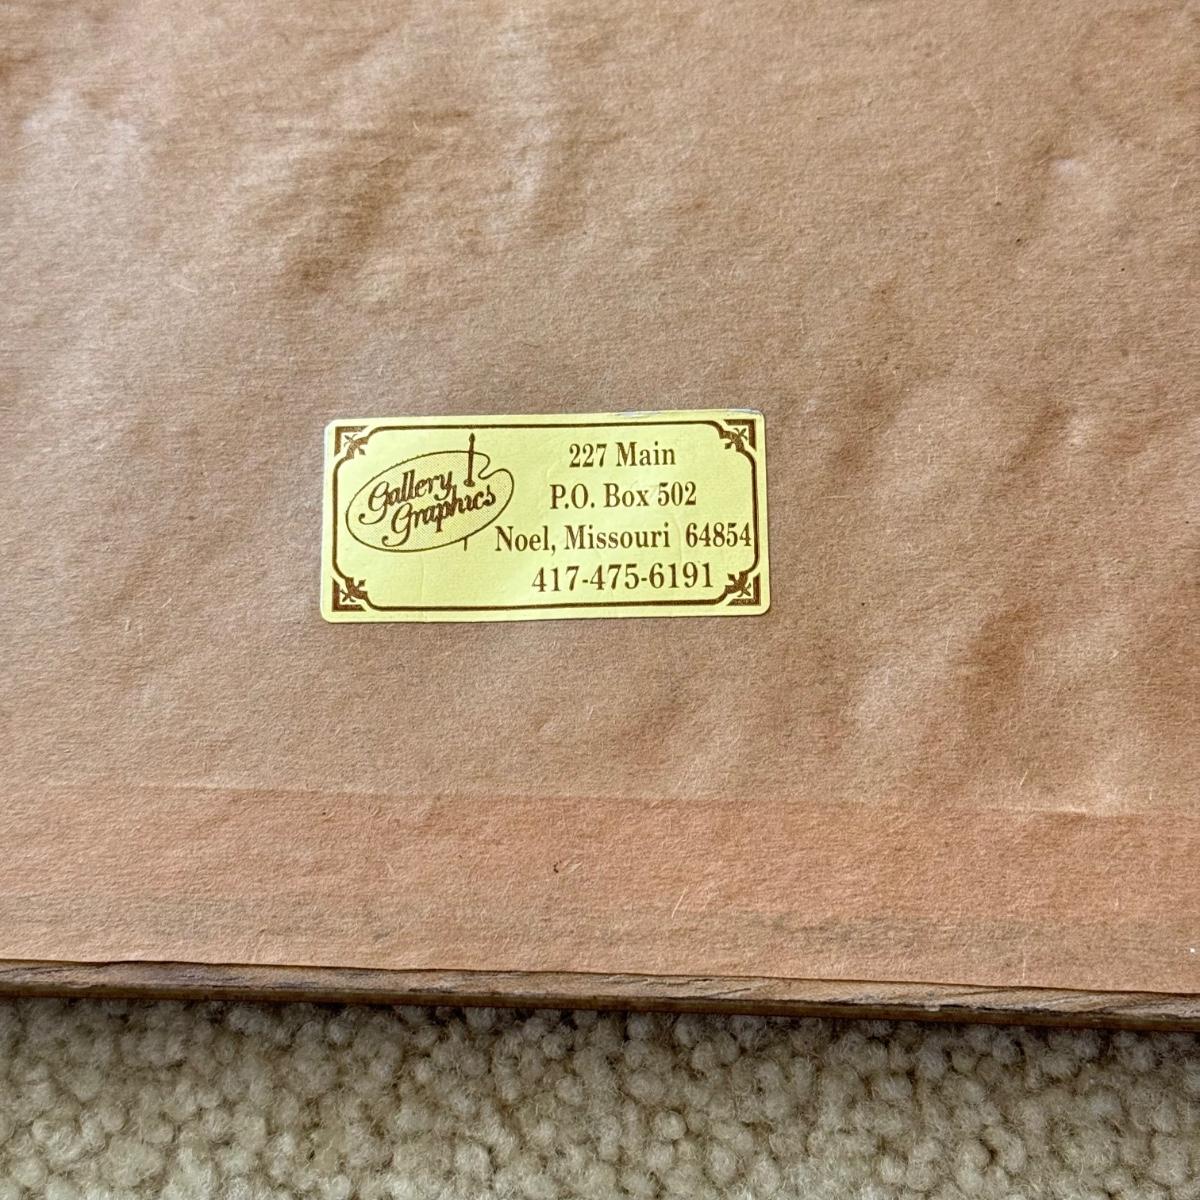 Gallery
Graphics
227 Main
P.O. Box 502
Noel, Missouri 64854
417-475-6191